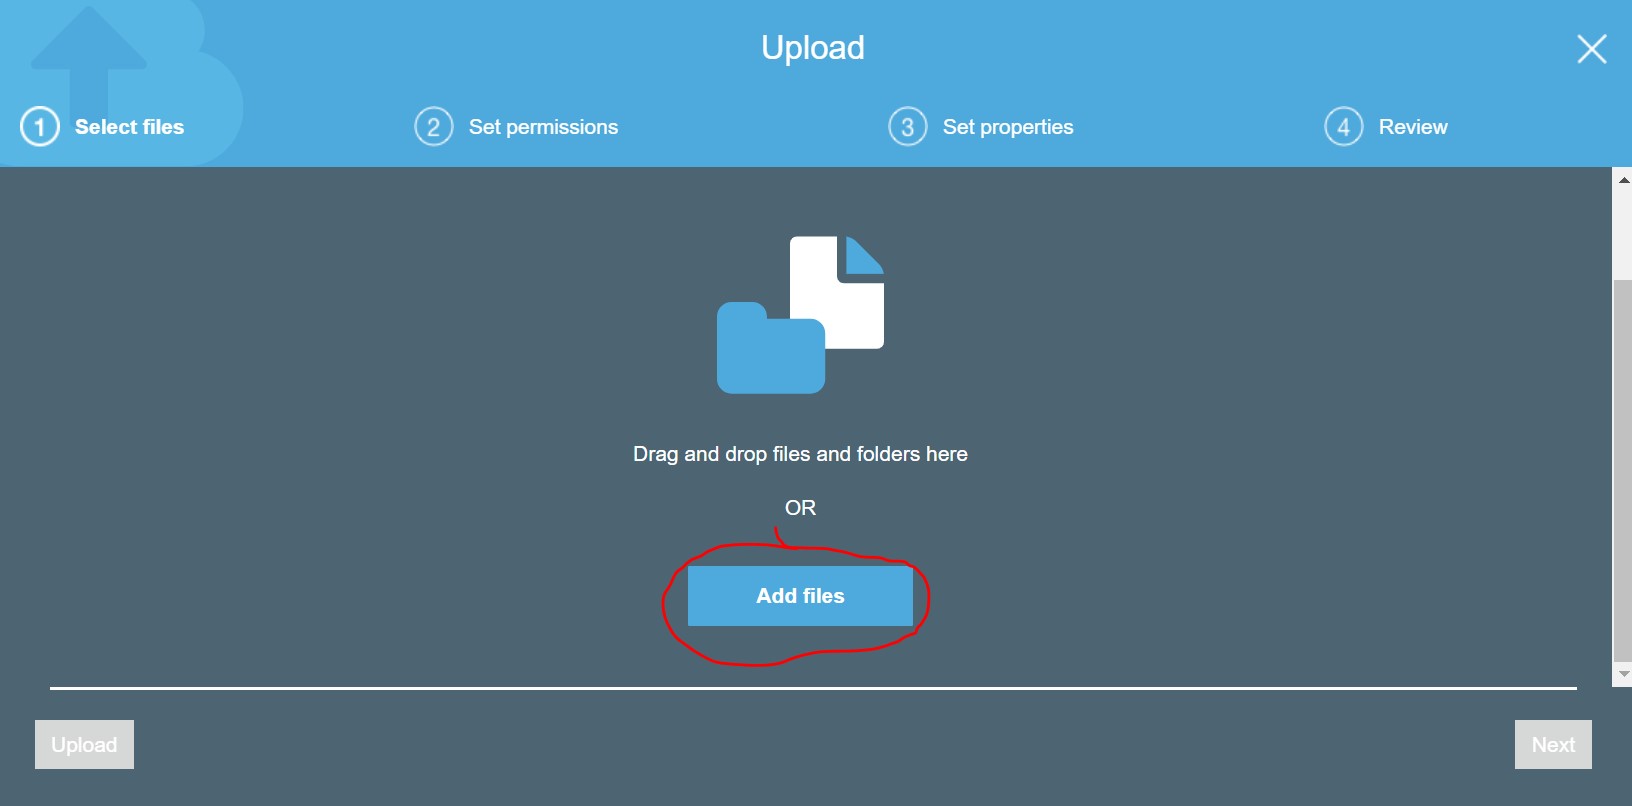 Upload
1 Select files
2 Set permissions
3 Set properties
4 Review
Drag and drop files and folders here
OR
Add files
Upload
Next